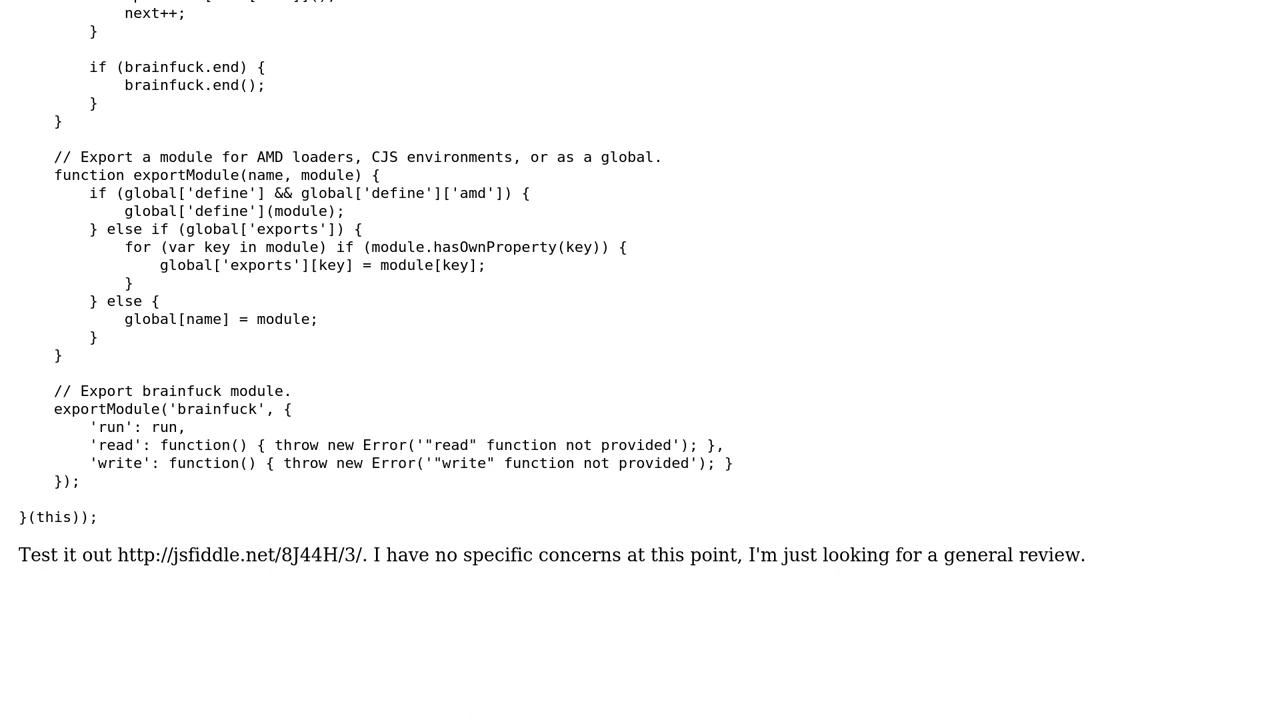 next++;
}
if (brainfuck.end) {
brainfuck.end();
}
}
// Export a module for AMD loaders, CJS environments, or as a global.
function exportModule(name, module) {
if (global['define'] && global['define']['amd']) {
global['define'](module);
} else if (global['exports']) {
for (var key in module) if (module.hasOwnProperty(key)) {
global['exports'][key] = module[key];
}
} else {
global[name] = module;
}
}
// Export brainfuck module.
exportModule('brainfuck', {
'run': run,
'read': function() { throw new Error('"read" function not provided'); },
'write': function() { throw new Error('"write" function not provided'); }
});
}(this));
Test it out http://jsfiddle.net/8J44H/3/. I have no specific concerns at this point, I'm just looking for a general review.